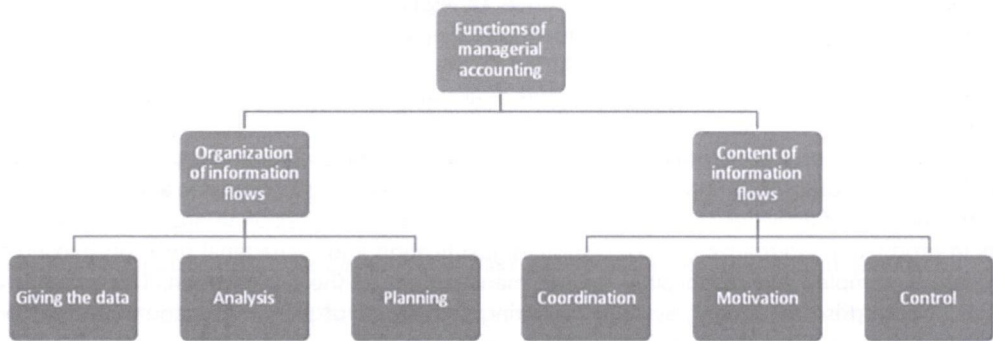 Functions of
managerial
accounting
Organization
of information
flows
Content of
information
flows
Giving the data
Analysis
Planning
Coordination
Motivation
Control